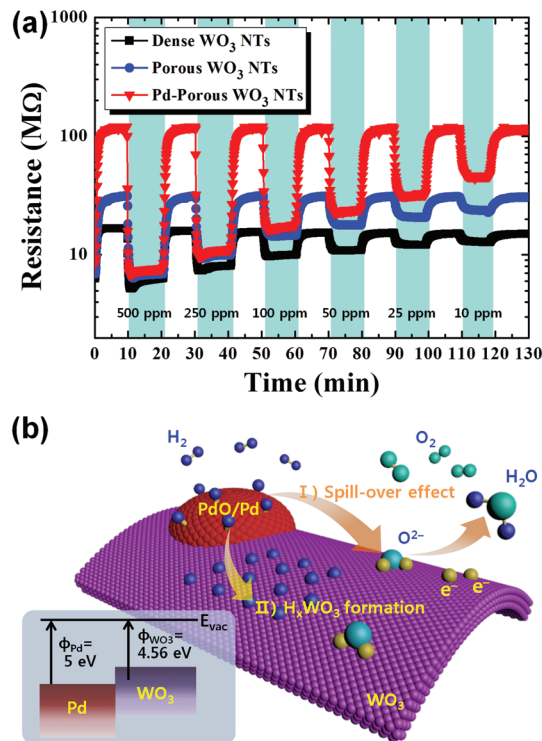 (a)
1000
100
10
Resistance (MΩ)
Dense WO₃ NTs
Porous WO₃ NTs
Pd-Porous WO₃ NTs
500 ppm 250 ppm 100 ppm 50 ppm 25 ppm 10 ppm
0 10 20 30 40 50 60 70 80 90 100 110 120 130
Time (min)
(b)
H₂
O₂
H₂O
PdO/Pd
I) Spill-over effect
O²⁻
e⁻ e⁻
II) HₓWO₃ formation
WO₃
Evac
ϕPd=
5 eV
ϕWO3=
4.56 eV
Pd
WO₃